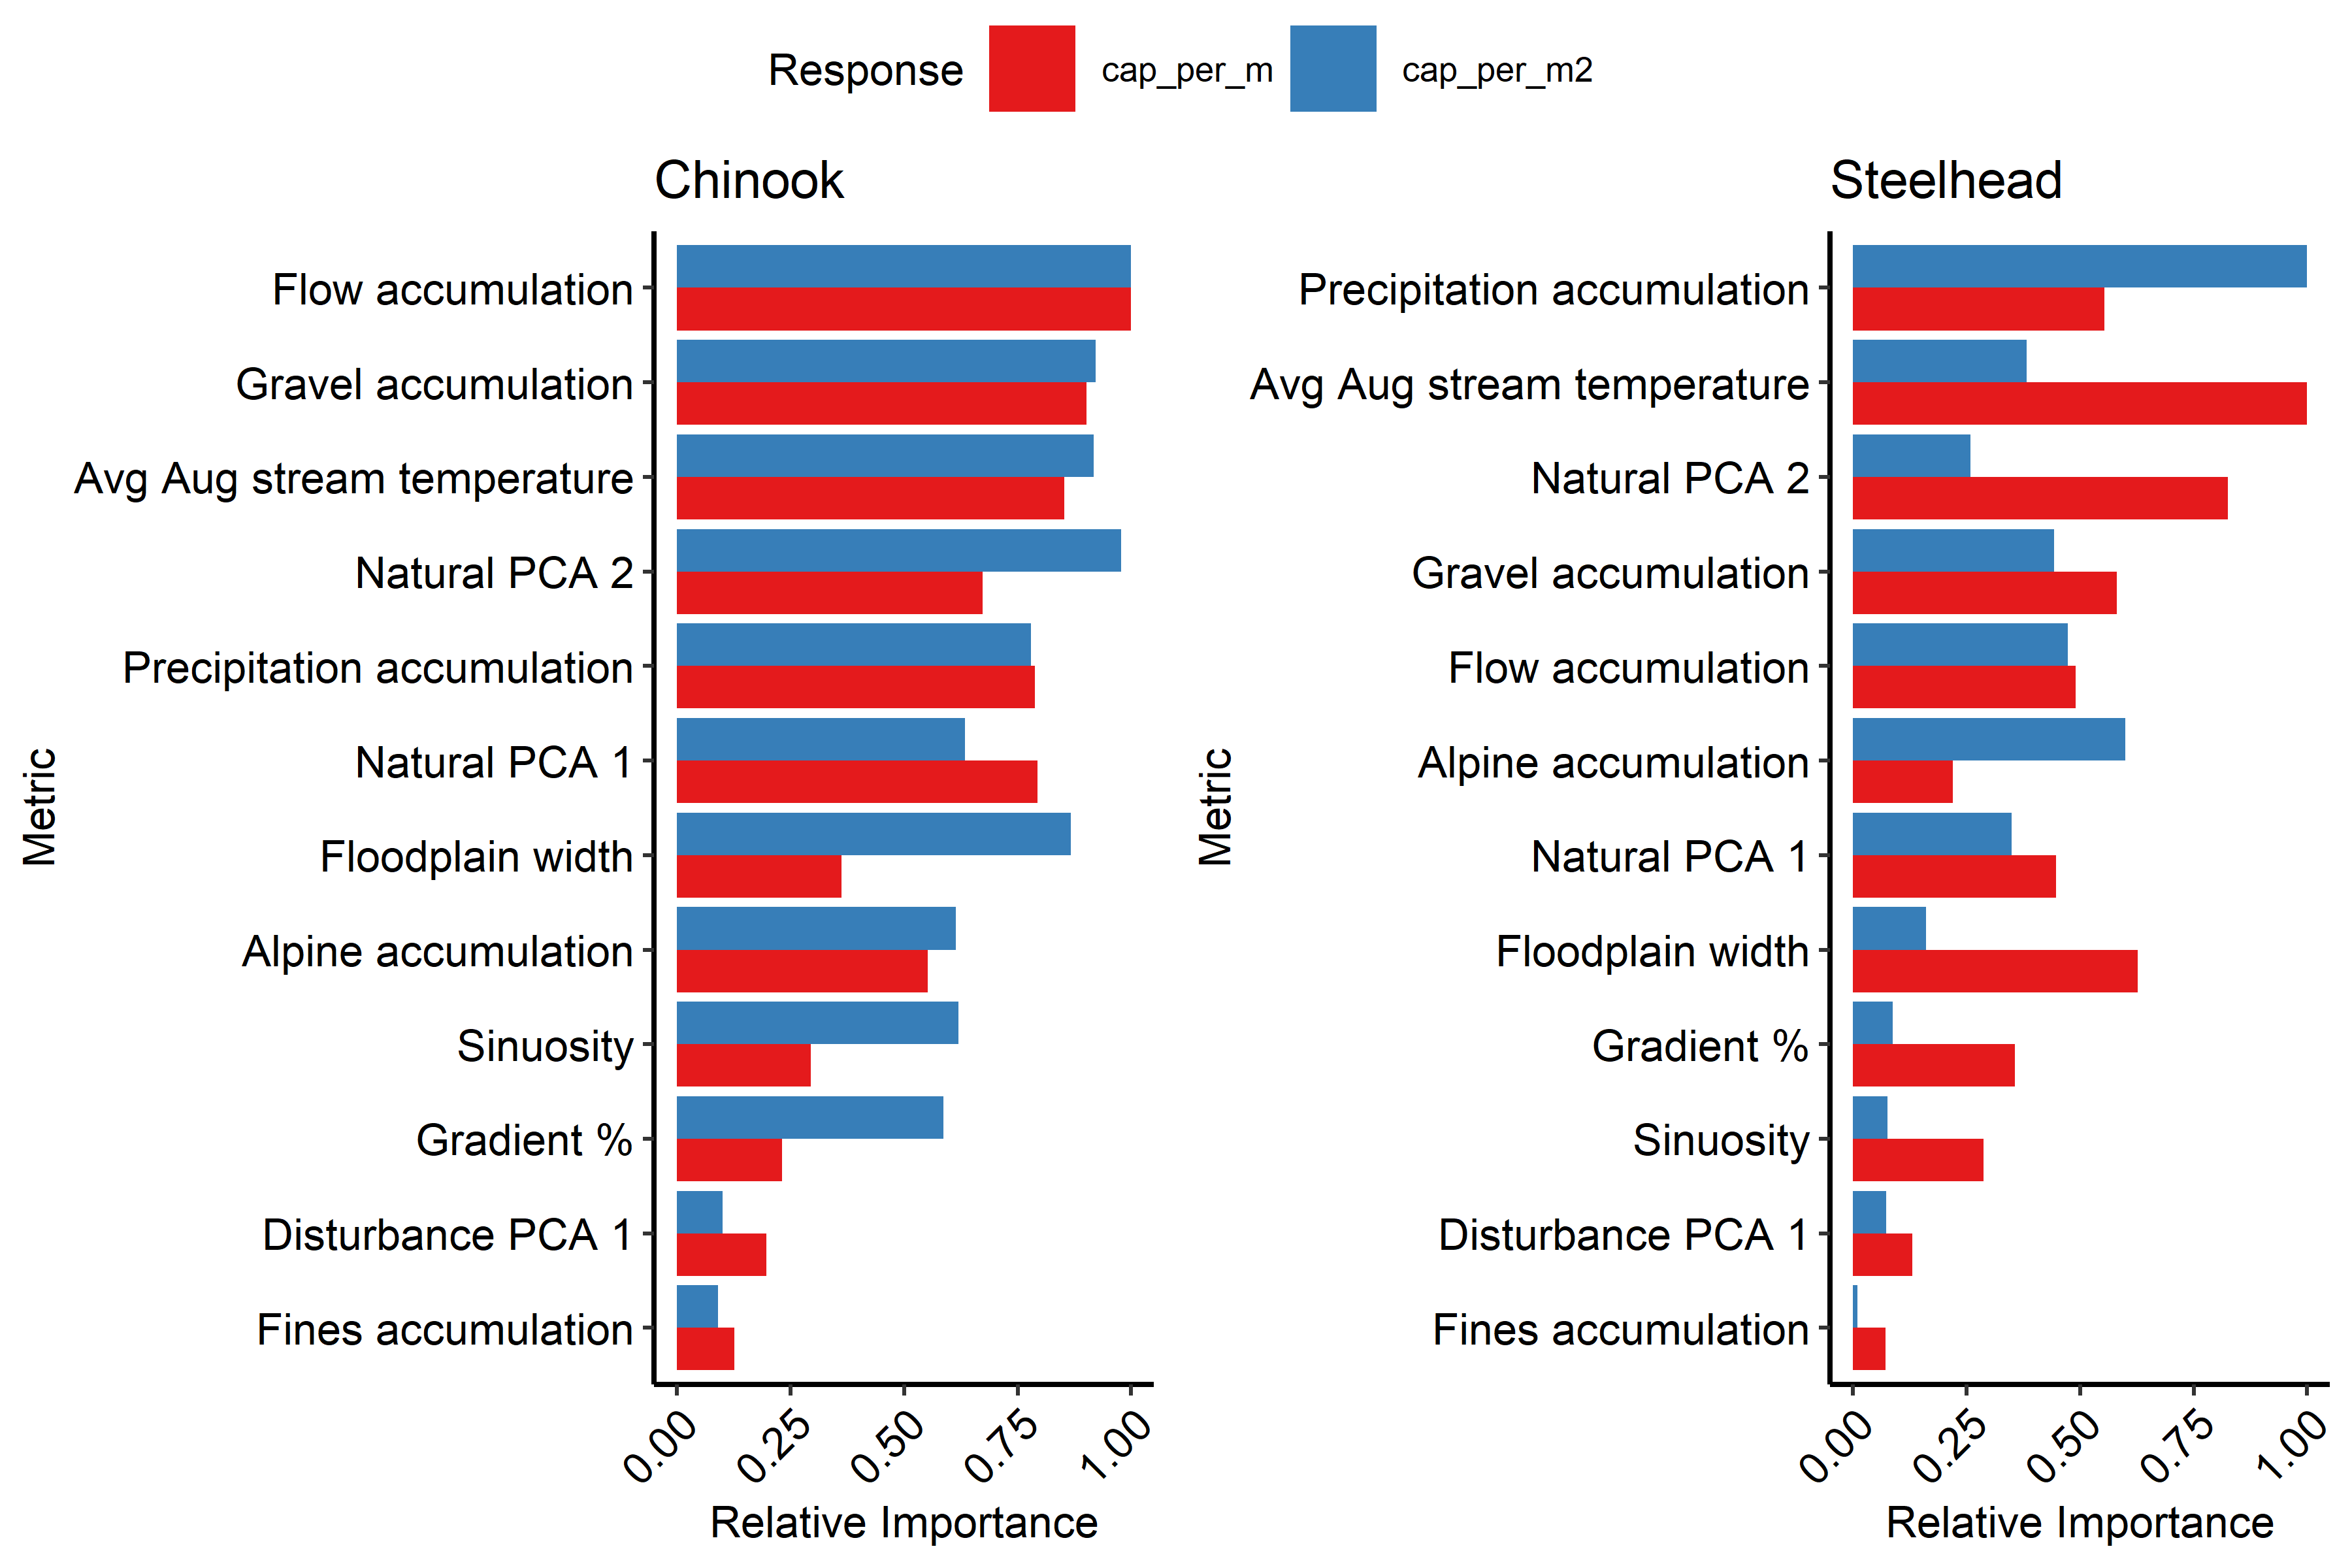 Response cap_per_m cap_per_m2
Chinook
Metric
Flow accumulation
Gravel accumulation
Avg Aug stream temperature
Natural PCA 2
Precipitation accumulation
Natural PCA 1
Floodplain width
Alpine accumulation
Sinuosity
Gradient %
Disturbance PCA 1
Fines accumulation
0.00 0.25 0.50 0.75 1.00
Relative Importance
Steelhead
Metric
Precipitation accumulation
Avg Aug stream temperature
Natural PCA 2
Gravel accumulation
Flow accumulation
Alpine accumulation
Natural PCA 1
Floodplain width
Gradient %
Sinuosity
Disturbance PCA 1
Fines accumulation
0.00 0.25 0.50 0.75 1.00
Relative Importance